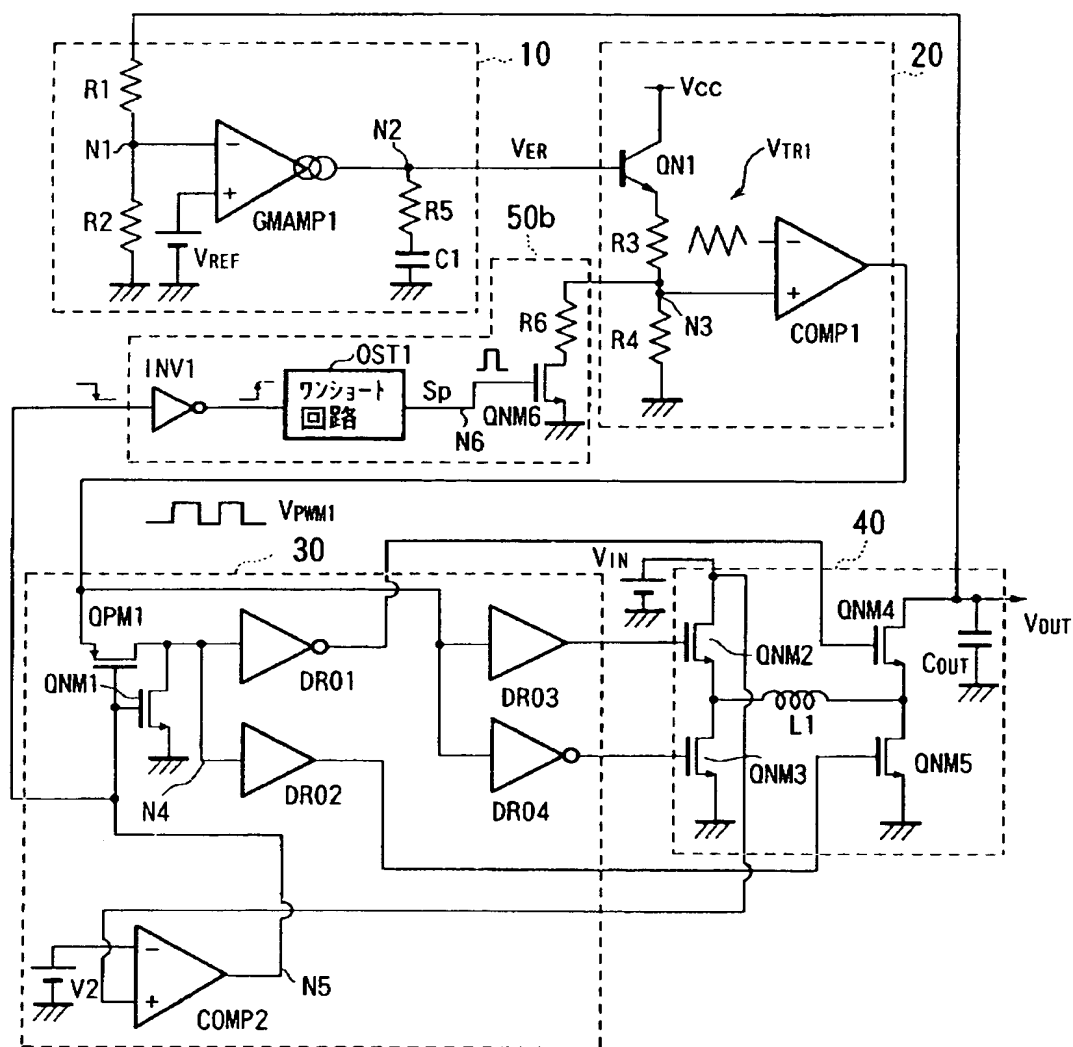 10
20
R1
N1
R2
VREF
GMAMP1
N2
VER
R5
C1
50b
VCC
QN1
VTR1
R3
N3
R4
COMP1
R6
QNM6
INV1
OST1
ワンショート
回路
Sp
N6
VPWM1
30
40
VIN
QPM1
QNM1
DR01
DR02
DR03
DR04
N4
QNM2
QNM3
L1
QNM4
QNM5
COUT
VOUT
V2
COMP2
N5